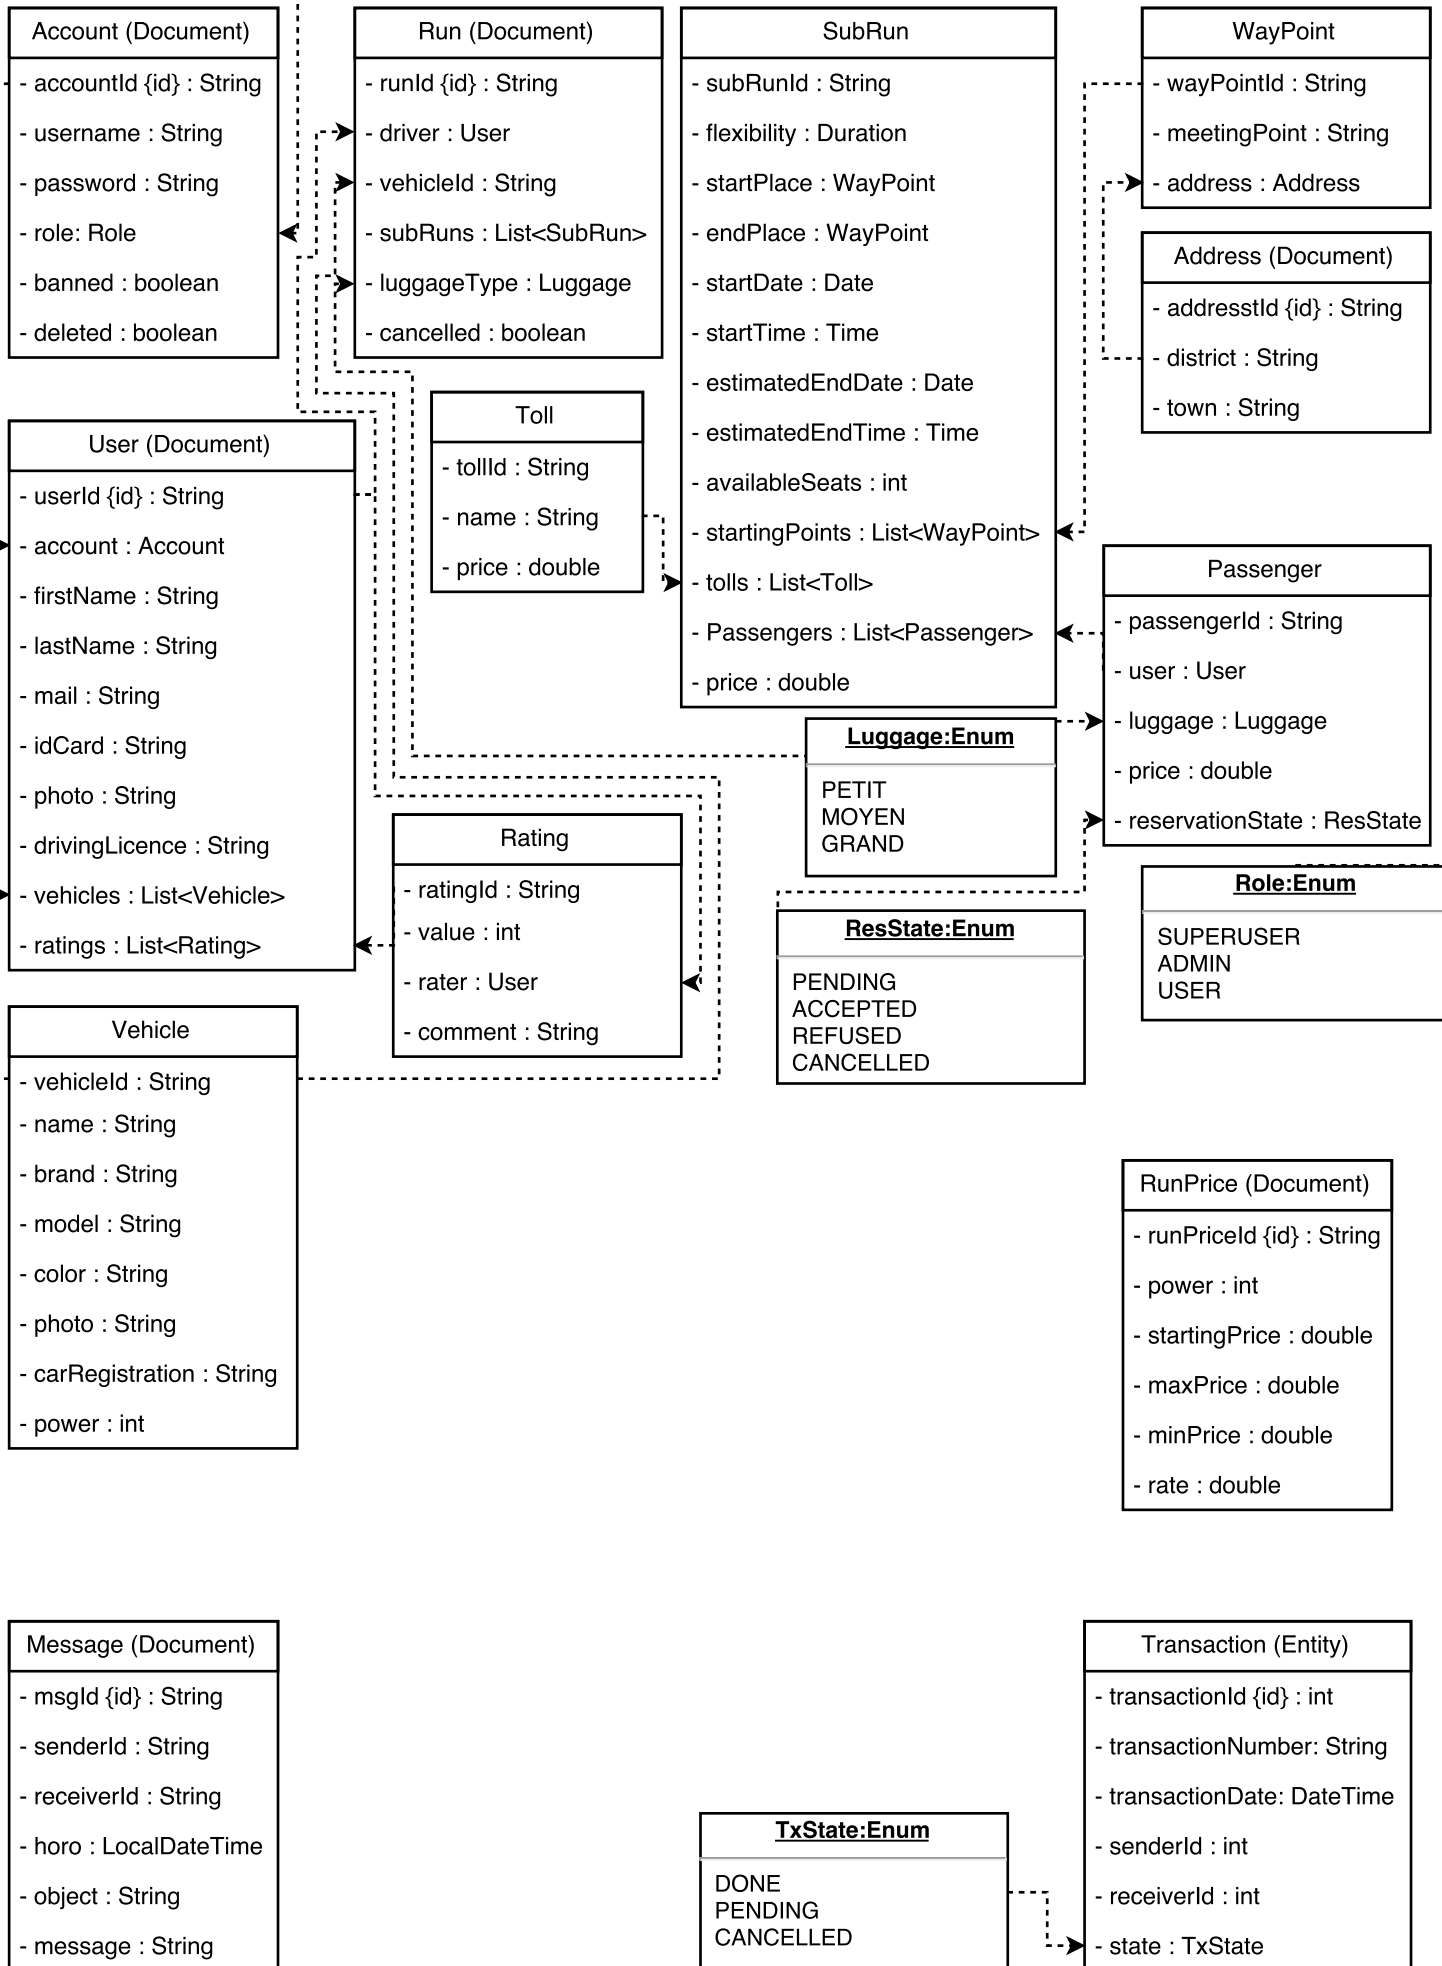 Account (Document)
- accountId {id} : String
- username : String
- password : String
- role: Role
- banned : boolean
- deleted : boolean
Run (Document)
- runId {id} : String
- driver : User
- vehicleId : String
- subRuns : List<SubRun>
- luggageType : Luggage
- cancelled : boolean
SubRun
- subRunId : String
- flexibility : Duration
- startPlace : WayPoint
- endPlace : WayPoint
- startDate : Date
- startTime : Time
- estimatedEndDate : Date
- estimatedEndTime : Time
- availableSeats : int
- startingPoints : List<WayPoint>
- tolls : List<Toll>
- Passengers : List<Passenger>
- price : double
WayPoint
- wayPointId : String
- meetingPoint : String
- address : Address
Address (Document)
- addresstId {id} : String
- district : String
- town : String
Toll
- tollId : String
- name : String
- price : double
User (Document)
- userId {id} : String
- account : Account
- firstName : String
- lastName : String
- mail : String
- idCard : String
- photo : String
- drivingLicence : String
- vehicles : List<Vehicle>
- ratings : List<Rating>
Passenger
- passengerId : String
- user : User
- luggage : Luggage
- price : double
- reservationState : ResState
Luggage:Enum
PETIT
MOYEN
GRAND
Rating
- ratingId : String
- value : int
- rater : User
- comment : String
ResState:Enum
PENDING
ACCEPTED
REFUSED
CANCELLED
Role:Enum
SUPERUSER
ADMIN
USER
Vehicle
- vehicleId : String
- name : String
- brand : String
- model : String
- color : String
- photo : String
- carRegistration : String
- power : int
RunPrice (Document)
- runPriceId {id} : String
- power : int
- startingPrice : double
- maxPrice : double
- minPrice : double
- rate : double
Message (Document)
- msgId {id} : String
- senderId : String
- receiverId : String
- horo : LocalDateTime
- object : String
- message : String
TxState:Enum
DONE
PENDING
CANCELLED
Transaction (Entity)
- transactionId {id} : int
- transactionNumber: String
- transactionDate: DateTime
- senderId : int
- receiverId : int
- state : TxState